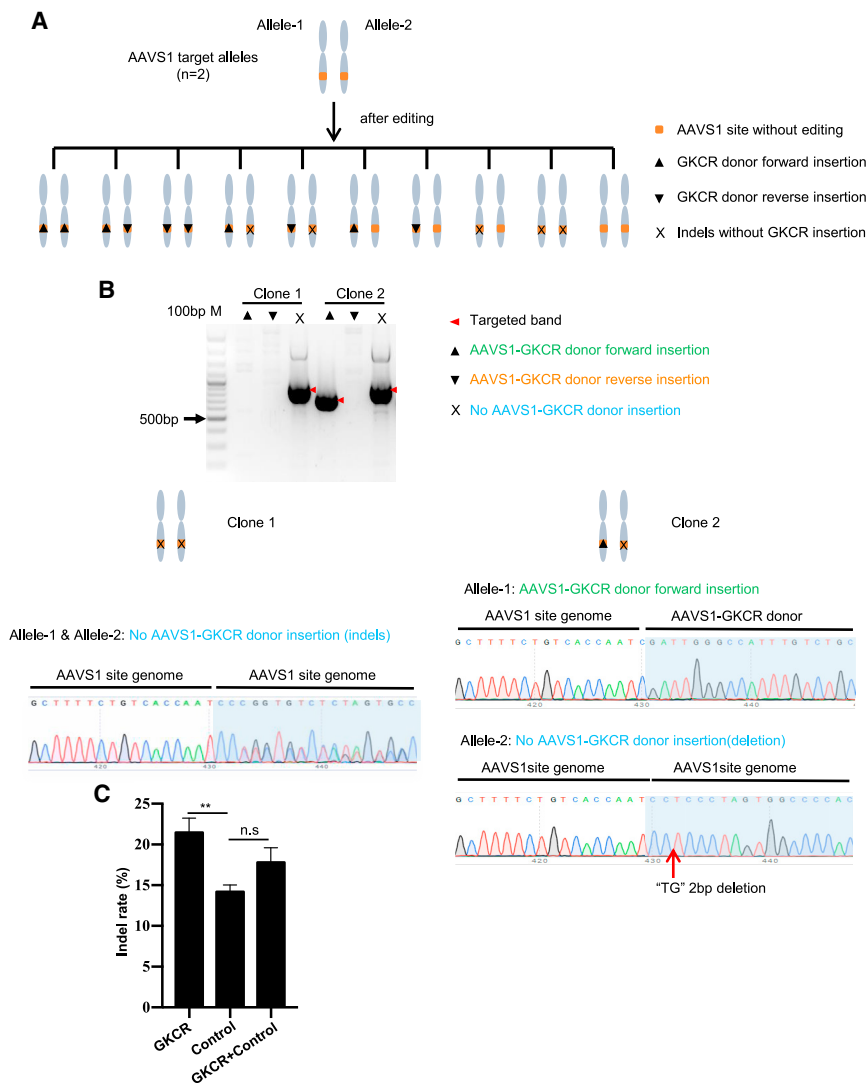 A
Allele-1
Allele-2
AAVS1 target alleles
(n=2)
after editing
AAVS1 site without editing
GKCR donor forward insertion
GKCR donor reverse insertion
X Indels without GKCR insertion
X X X X X
B
Clone 1
Clone 2
100bp M
X
X
500bp
Targeted band
AAVS1-GKCR donor forward insertion
AAVS1-GKCR donor reverse insertion
X No AAVS1-GKCR donor insertion
X X
Clone 1
X
Clone 2
Allele-1 & Allele-2: No AAVS1-GKCR donor insertion (indels)
AAVS1 site genome
AAVS1 site genome
GCTTTTCTGTCACCAATCCCGGTGTCTCTAGTGCC
420
430
440
Allele-1: AAVS1-GKCR donor forward insertion
AAVS1 site genome
AAVS1-GKCR donor
GCTTTTCTGTCACCAATCGATTGGGCCATTTGTCTGC
420
430
440
Allele-2: No AAVS1-GKCR donor insertion(deletion)
AAVS1site genome
AAVS1site genome
GCTTTTCTGTCACCAATCCTCCCTAGTGGCCCCAC
420
430
440
"TG" 2bp deletion
C
Indel rate (%)
25
20
15
10
5
0
**
n.s
GKCR
Control
GKCR+Control